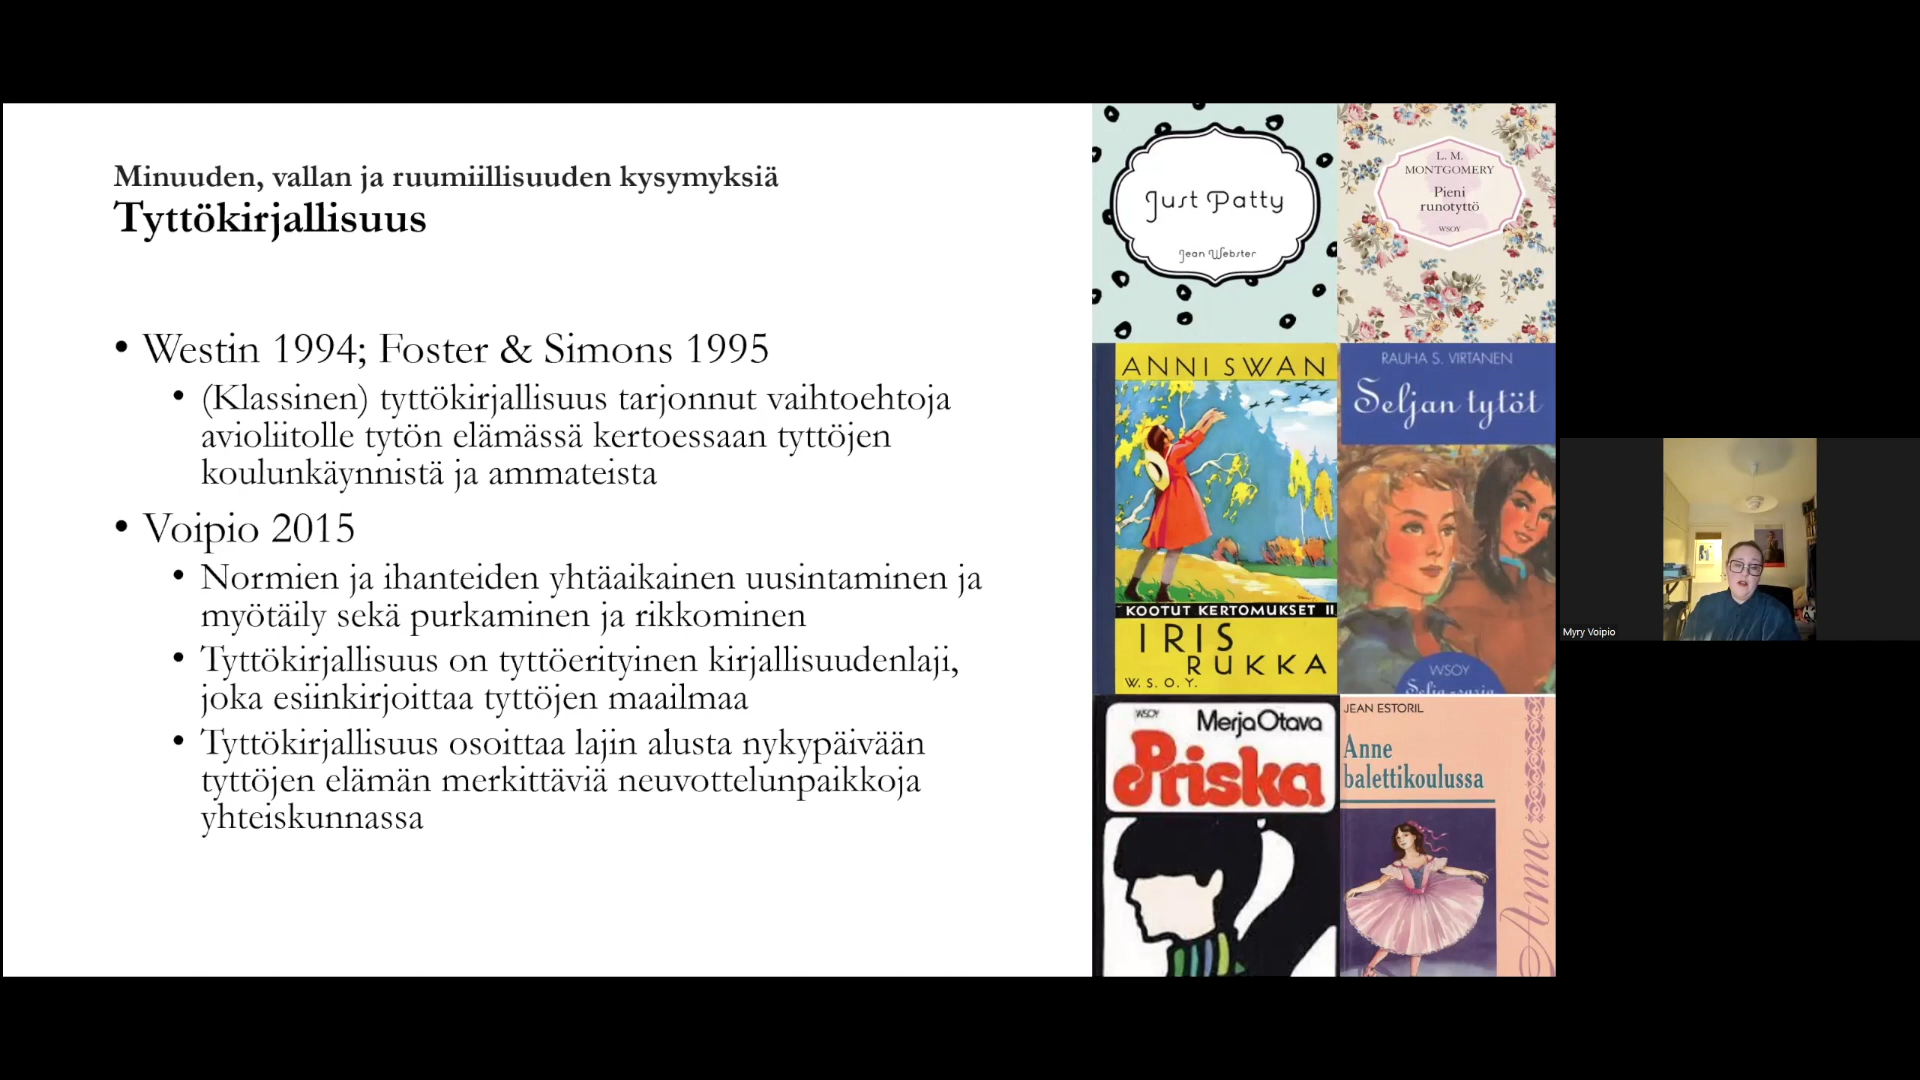 Minuuden, vallan ja ruumiillisuuden kysymyksiä
Tyttökirjallisuus
• Westin 1994; Foster & Simons 1995
• (Klassinen) tyttökirjallisuus tarjonnut vaihtoehtoja
avioliitolle tytön elämässä kertoessaan tyttöjen
koulunkäynnistä ja ammateista
• Voipio 2015
• Normien ja ihanteiden yhtäaikainen uusintaminen ja
myötäily sekä purkaminen ja rikkominen
• Tyttökirjallisuus on tyttöerityinen kirjallisuudenlaji,
joka esiinkirjoittaa tyttöjen maailmaa
• Tyttökirjallisuus osoittaa lajin alusta nykypäivään
tyttöjen elämän merkittäviä neuvottelunpaikkoja
yhteiskunnassa
Just Patty
Jean Webster
L. M.
MONTGOMERY
Pieni
runotyttö
WSOY
ANNI SWAN
KOOTUT KERTOMUKSET II
IRIS
RUKKA
W. S. O. Y.
RAUHA S. VIRTANEN
Seljan tytöt
WSOY
Selja-sarja
WSOY
Merja Otava
Priska
JEAN ESTORIL
Anne
balettikoulussa
Anne
Myry Voipio